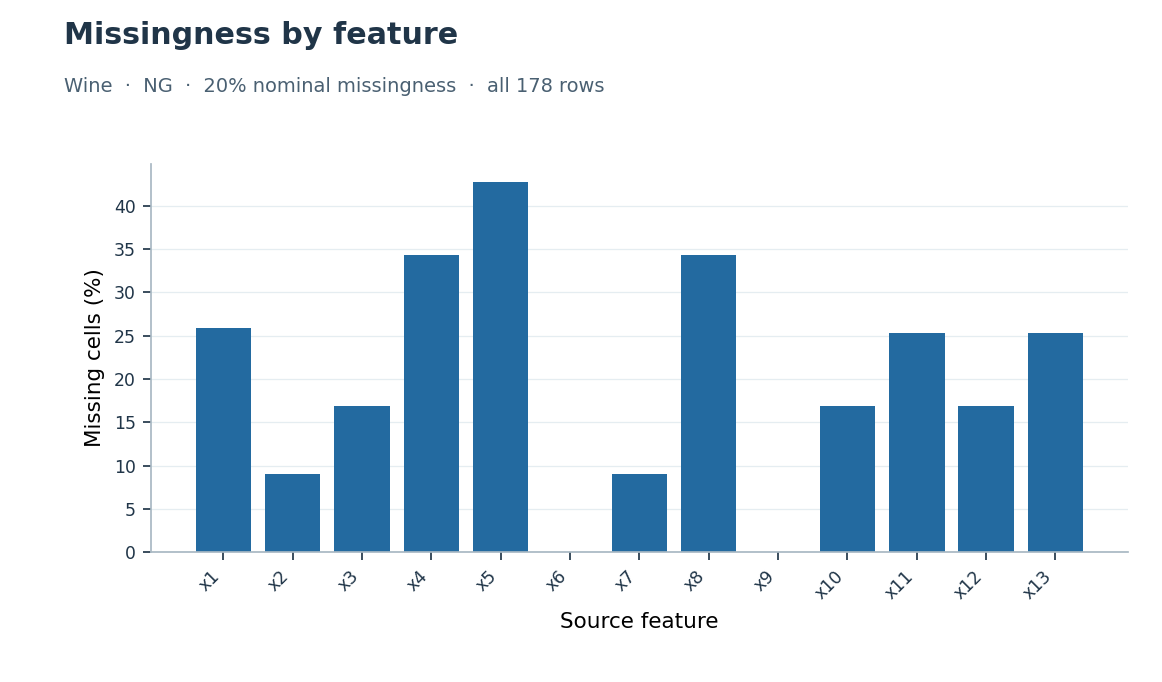 Missingness by feature
Wine · NG · 20% nominal missingness · all 178 rows
Missing cells (%)
40
35
30
25
20
15
10
5
0
x1 x2 x3 x4 x5 x6 x7 x8 x9 x10 x11 x12 x13
Source feature